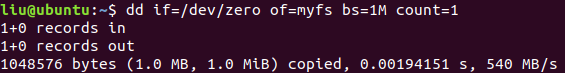 liu@ubuntu:~$ dd if=/dev/zero of=myfs bs=1M count=1
1+0 records in
1+0 records out
1048576 bytes (1.0 MB, 1.0 MiB) copied, 0.00194151 s, 540 MB/s